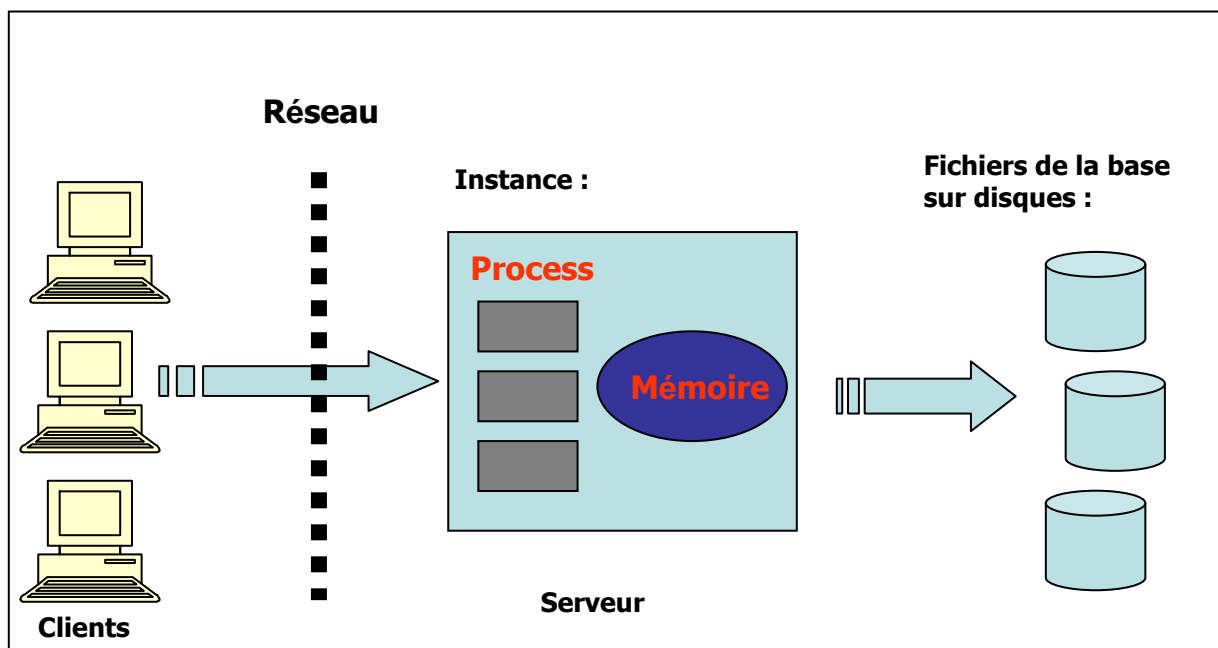 Réseau
Instance :
Fichiers de la base
sur disques :
Process
Mémoire
Serveur
Clients